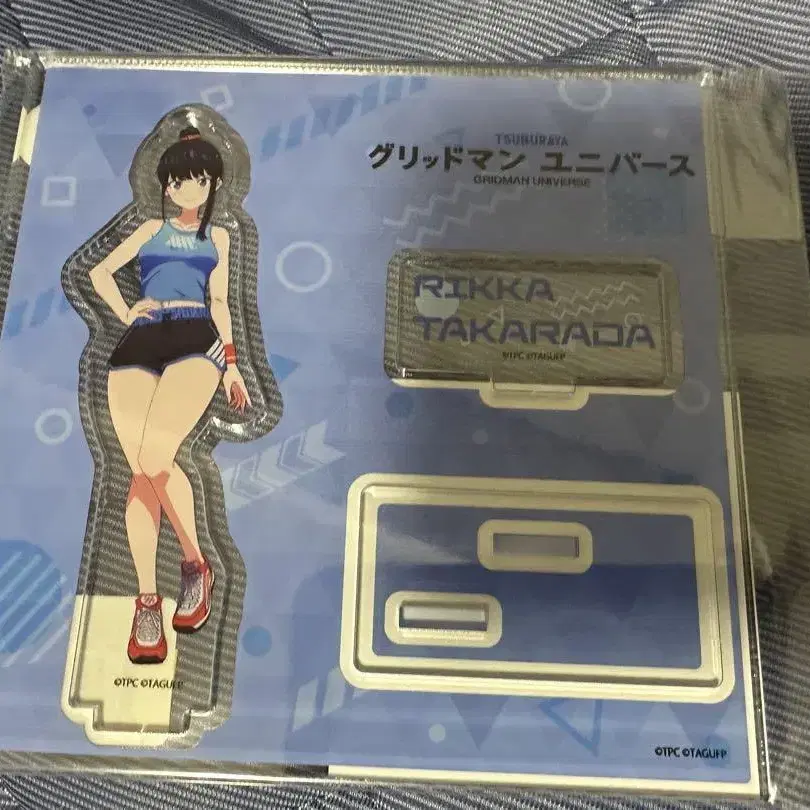 TSUBURAYA
グリッドマン ユニバース
GRIDMAN UNIVERSE
RIKKA
TAKARADA
©TPC ©TAGUFP
©TPC ©TAGUFP
©TPC ©TAGUFP